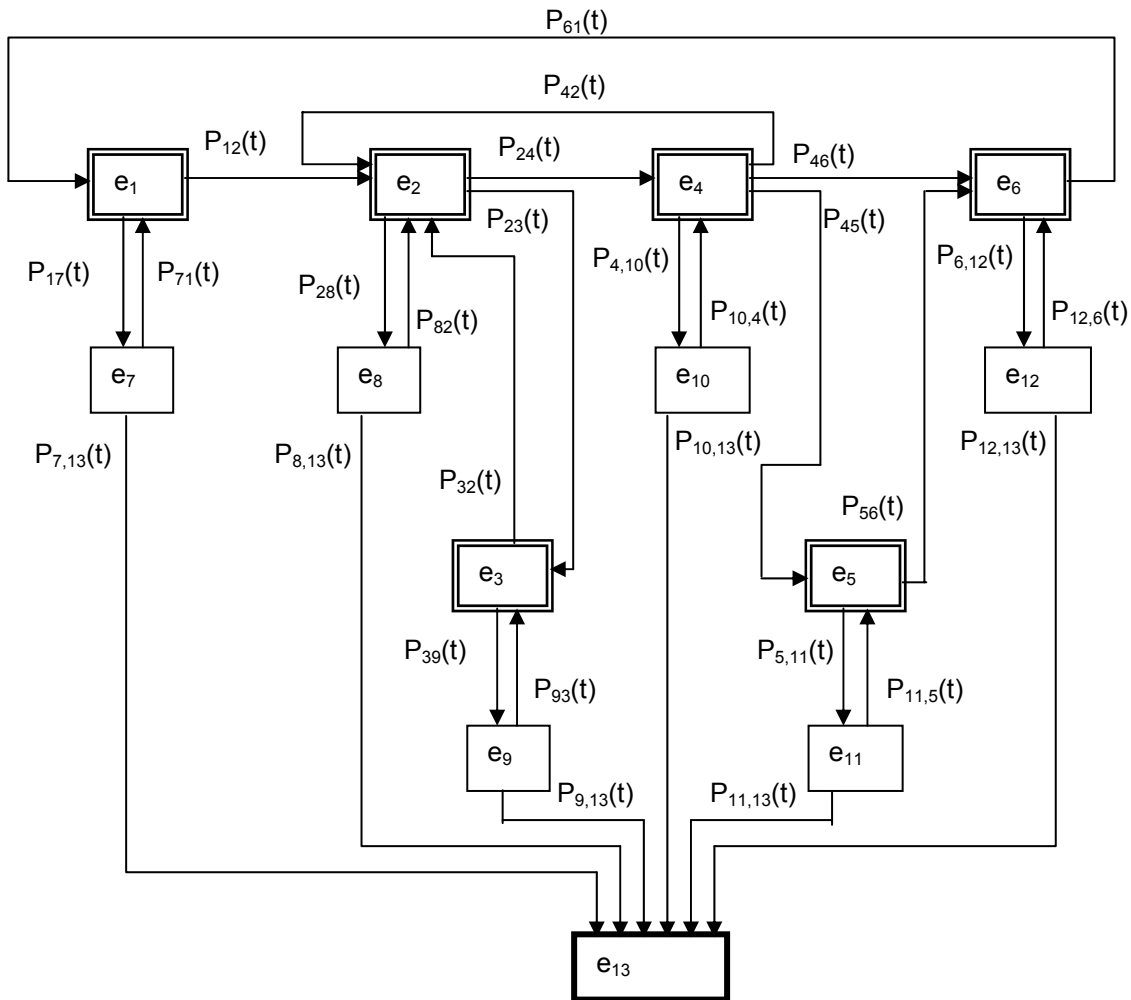 P61(t)
P42(t)
P12(t)
P24(t)
P46(t)
e1
e2
e4
e6
P23(t)
P45(t)
P17(t)
P71(t)
P28(t)
P82(t)
P4,10(t)
P10,4(t)
P6,12(t)
P12,6(t)
e7
e8
e10
e12
P7,13(t)
P8,13(t)
P32(t)
P10,13(t)
P56(t)
P12,13(t)
e3
e5
P39(t)
P93(t)
P5,11(t)
P11,5(t)
e9
e11
P9,13(t)
P11,13(t)
e13